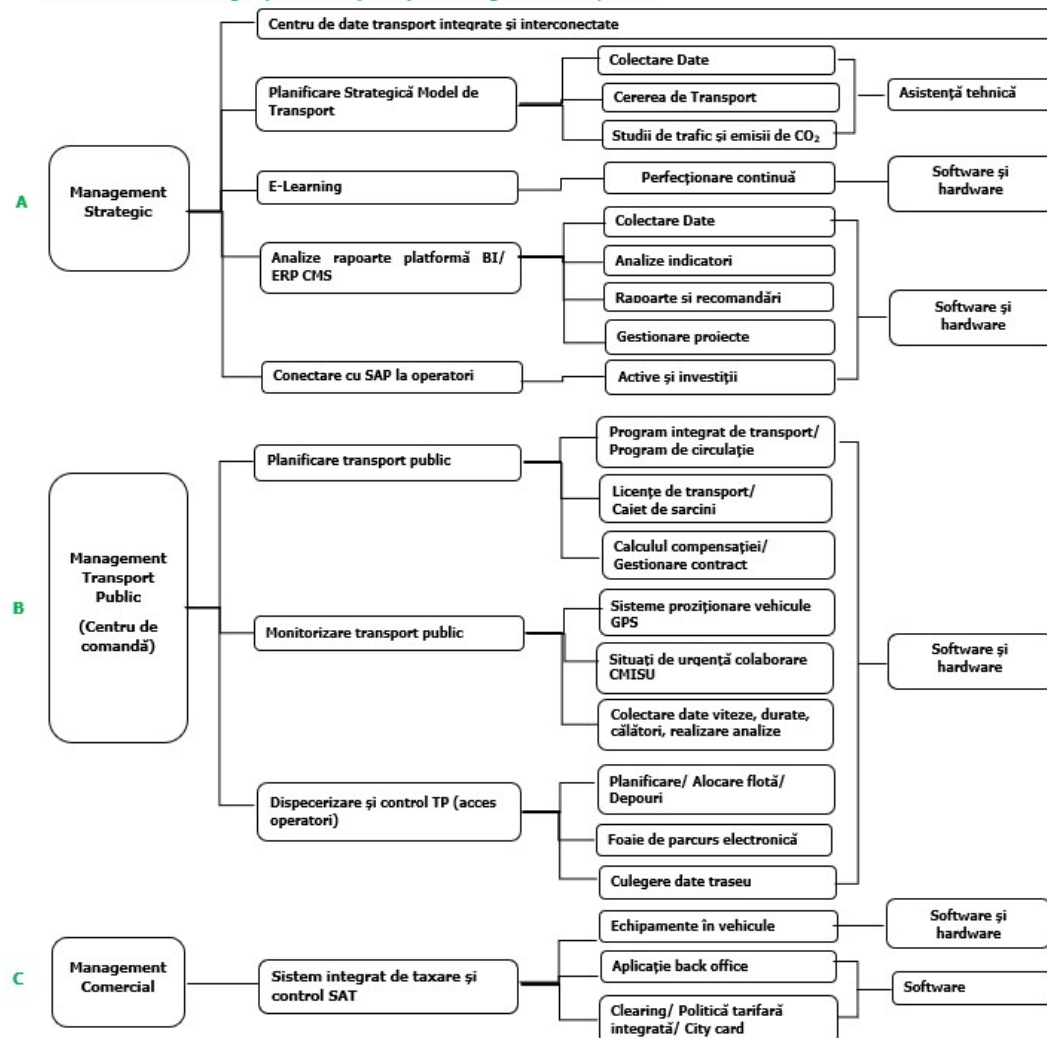 Centru de date transport integrate și interconectate
Planificare Strategică Model de
Transport
Colectare Date
Cererea de Transport
Studii de trafic și emisii de CO₂
Asistență tehnică
A
Management
Strategic
E-Learning
Perfecționare continuă
Software și
hardware
Analize rapoarte platformă BI/
ERP CMS
Colectare Date
Analize indicatori
Rapoarte si recomandări
Gestionare proiecte
Software și
hardware
Conectare cu SAP la operatori
Active și investiții
B
Management
Transport
Public
(Centru de
comandă)
Planificare transport public
Program integrat de transport/
Program de circulație
Licențe de transport/
Caiet de sarcini
Calculul compensației/
Gestionare contract
Monitorizare transport public
Sisteme proziționare vehicule
GPS
Situați de urgență colaborare
CMISU
Colectare date viteze, durate,
călători, realizare analize
Software și
hardware
Dispecerizare și control TP (acces
operatori)
Planificare/ Alocare flotă/
Depouri
Foaie de parcurs electronică
Culegere date traseu
C
Management
Comercial
Sistem integrat de taxare și
control SAT
Echipamente în vehicule
Software și
hardware
Aplicație back office
Clearing/ Politică tarifară
integrată/ City card
Software